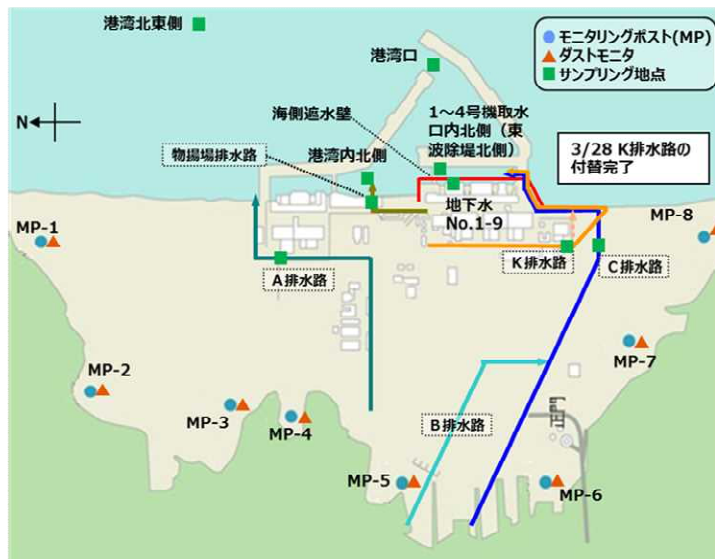 港湾北東側
港湾口
モニタリングポスト(MP)
ダストモニタ
サンプリング地点
N
海側遮水壁
1～4号機取水
口内北側（東
波除堤北側）
物揚場排水路
港湾内北側
3/28 K排水路の
付替完了
地下水
No.1-9
MP-1
MP-8
A排水路
K排水路
C排水路
MP-2
MP-7
MP-3
MP-4
B排水路
正門
MP-5
MP-6